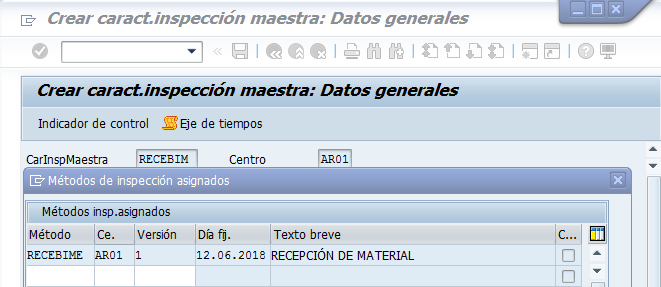 Crear caract.inspección maestra: Datos generales
Crear caract.inspección maestra: Datos generales
Indicador de control Eje de tiempos
CarInspMaestra RECEBIM Centro AR01
Métodos de inspección asignados
Métodos insp.asignados
Método Ce. Versión Día fij. Texto breve C...
RECEBIME AR01 1 12.06.2018 RECEPCIÓN DE MATERIAL